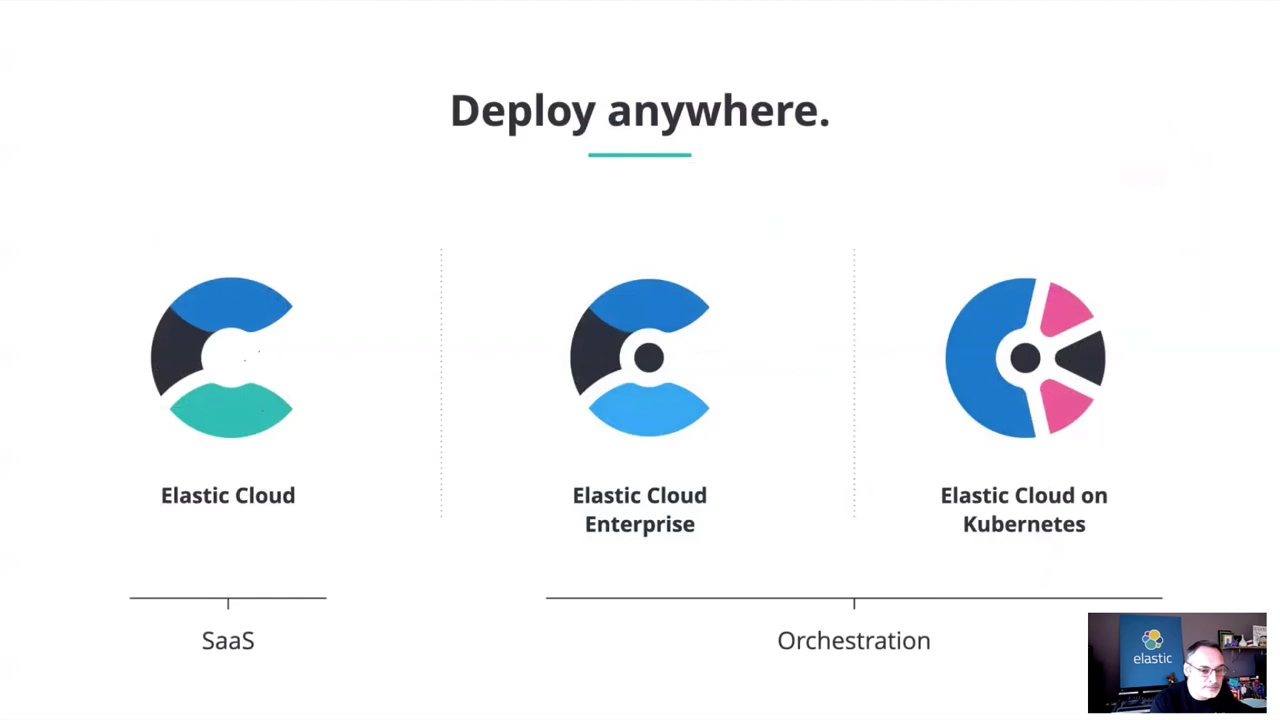 Deploy anywhere.
Elastic Cloud
Elastic Cloud
Enterprise
Elastic Cloud on
Kubernetes
SaaS
Orchestration
elastic